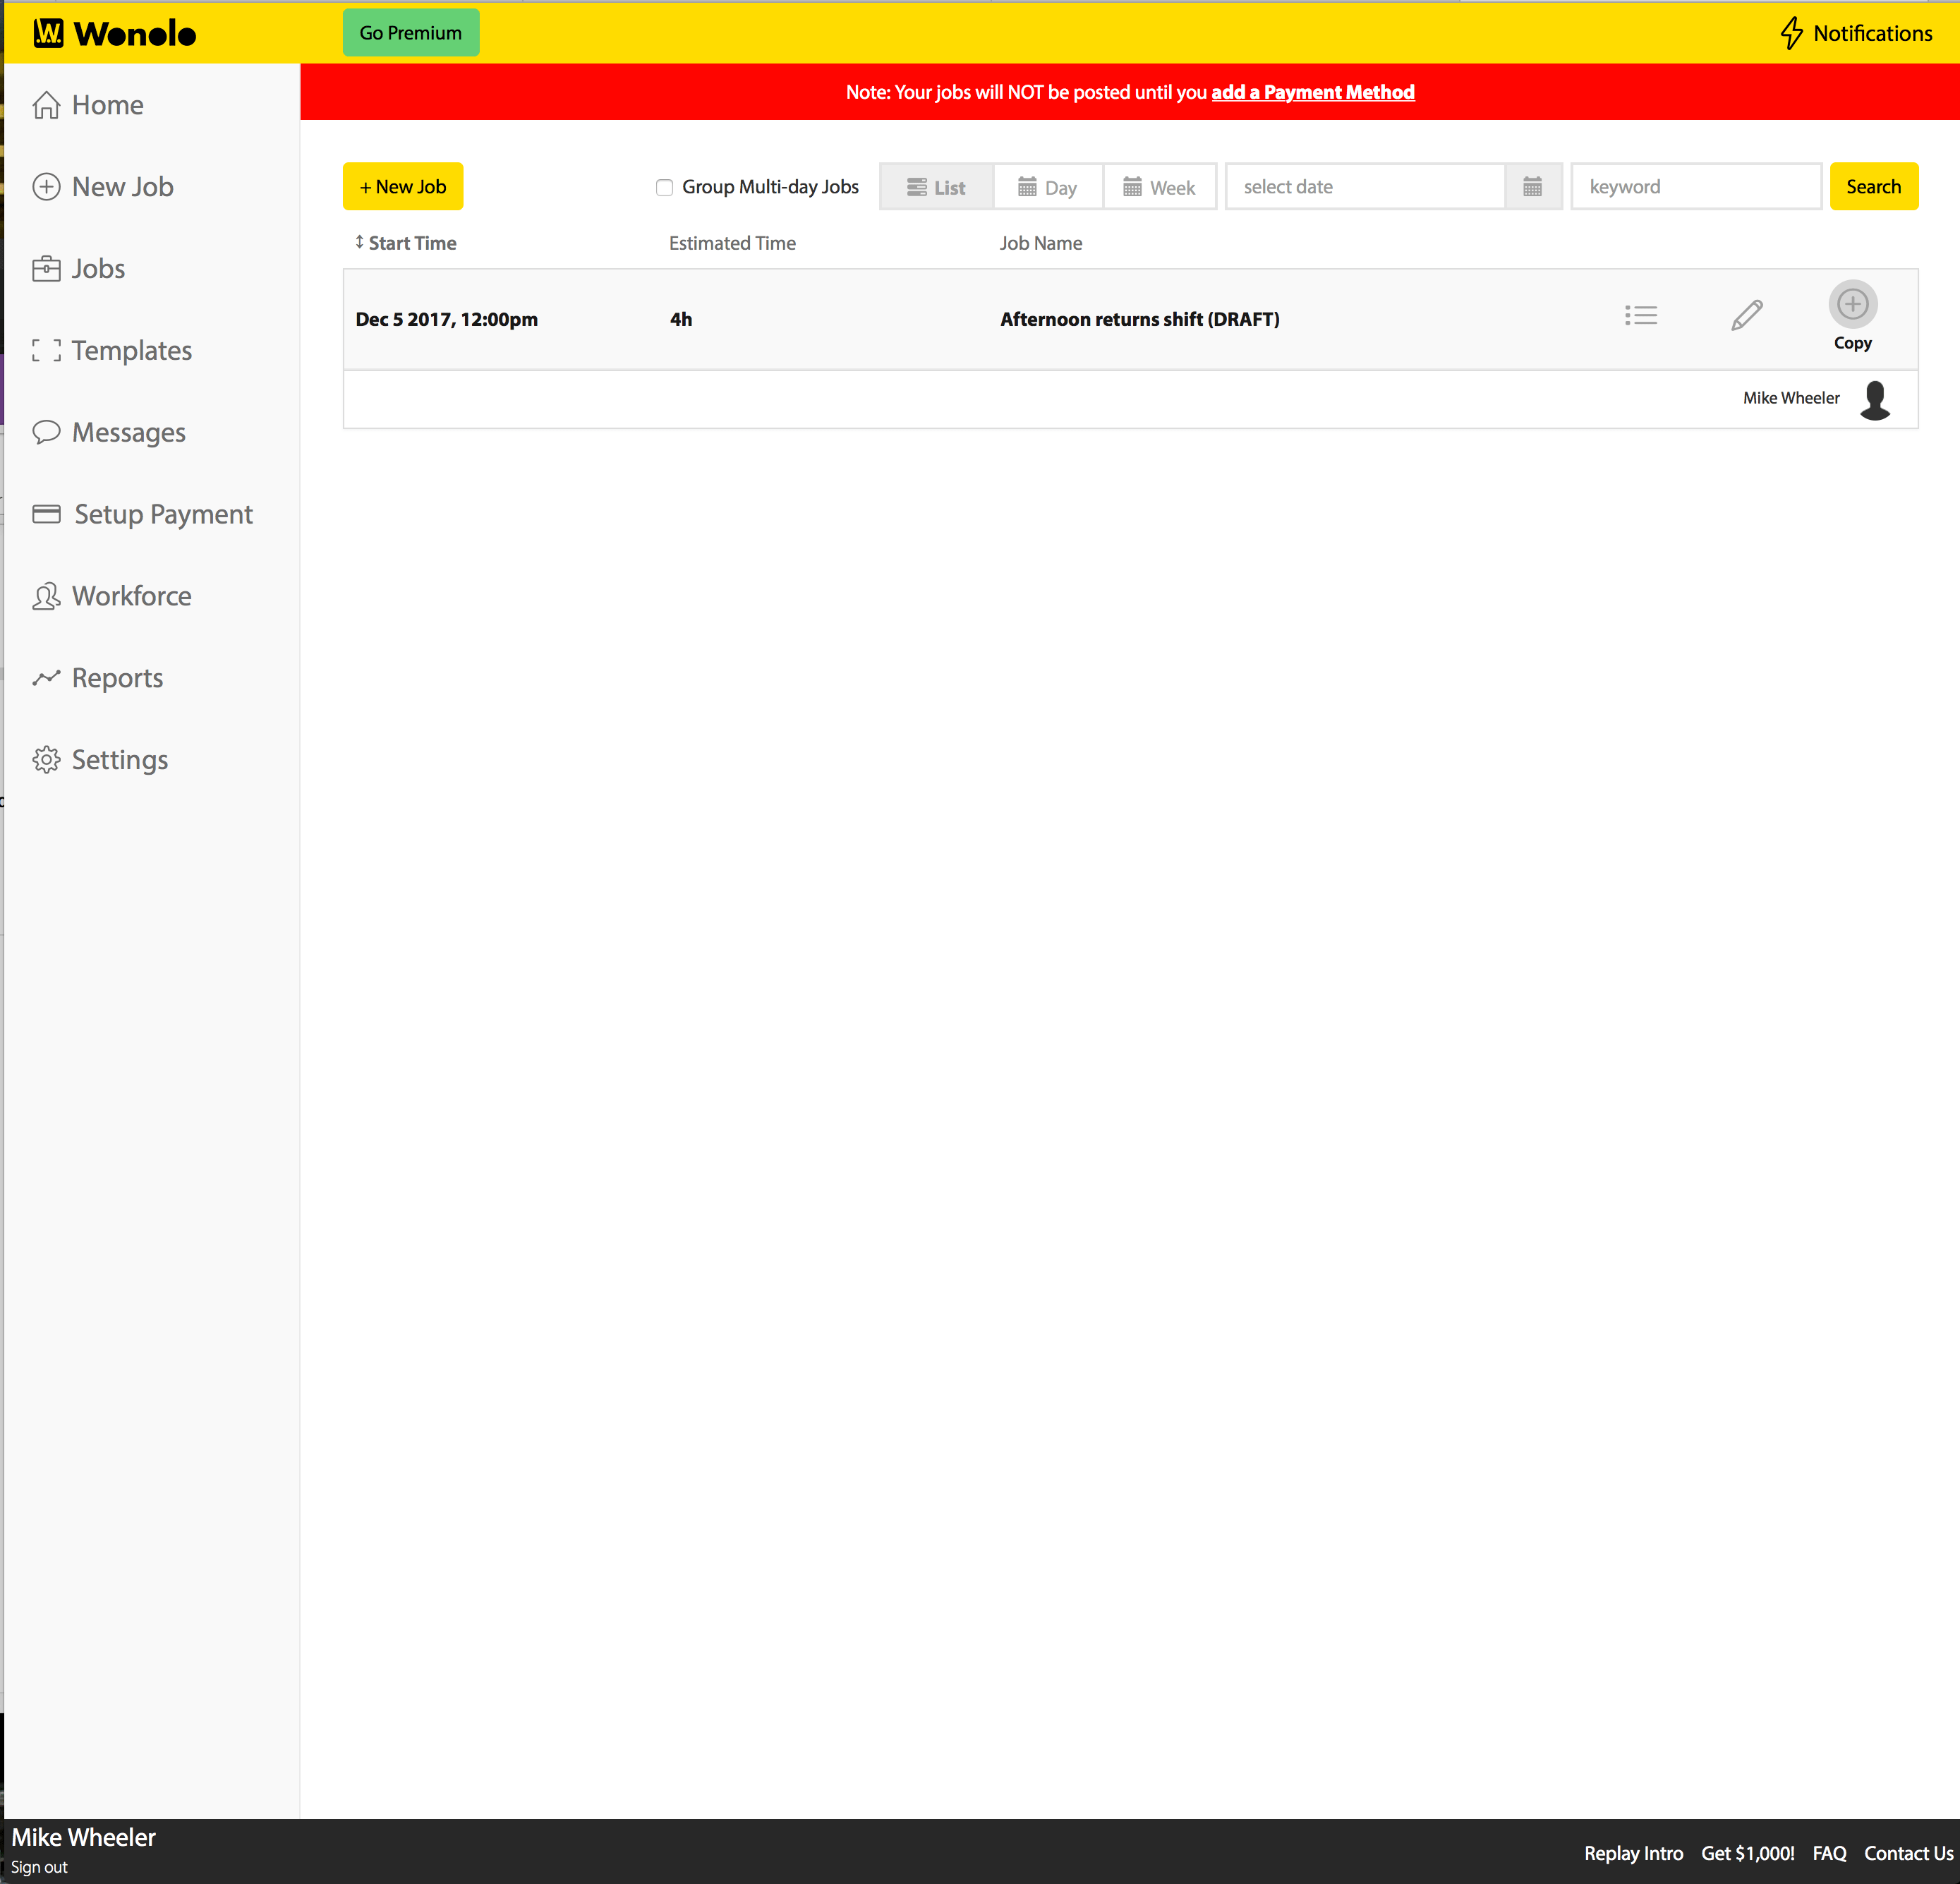 W. Wonolo
Go Premium
Notifications
Note: Your jobs will NOT be posted until you add a Payment Method
Home
New Job
Jobs
Templates
Messages
Setup Payment
Workforce
Reports
Settings
+ New Job
Group Multi-day Jobs
List
Day
Week
select date
keyword
Search
Start Time
Estimated Time
Job Name
Dec 5 2017, 12:00pm
4h
Afternoon returns shift (DRAFT)
Copy
Mike Wheeler
Mike Wheeler
Sign out
Replay Intro
Get $1,000!
FAQ
Contact Us